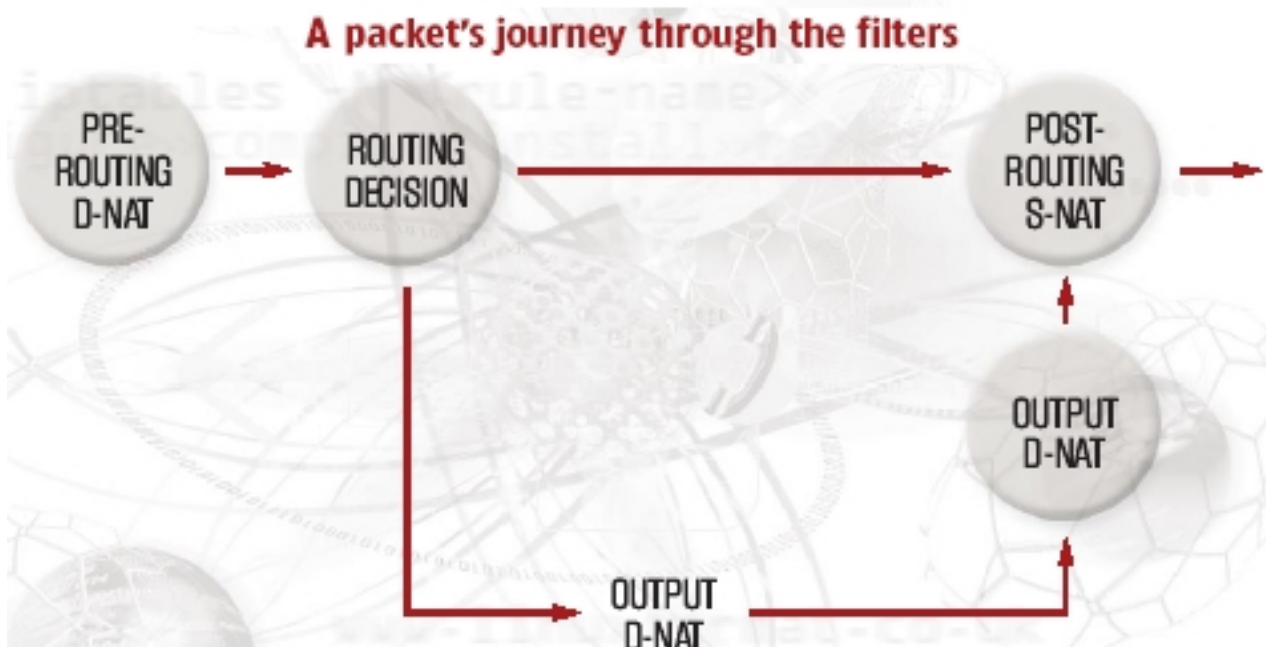 A packet's journey through the filters
PRE-
ROUTING
D-NAT
ROUTING
DECISION
POST-
ROUTING
S-NAT
OUTPUT
D-NAT
OUTPUT
D-NAT